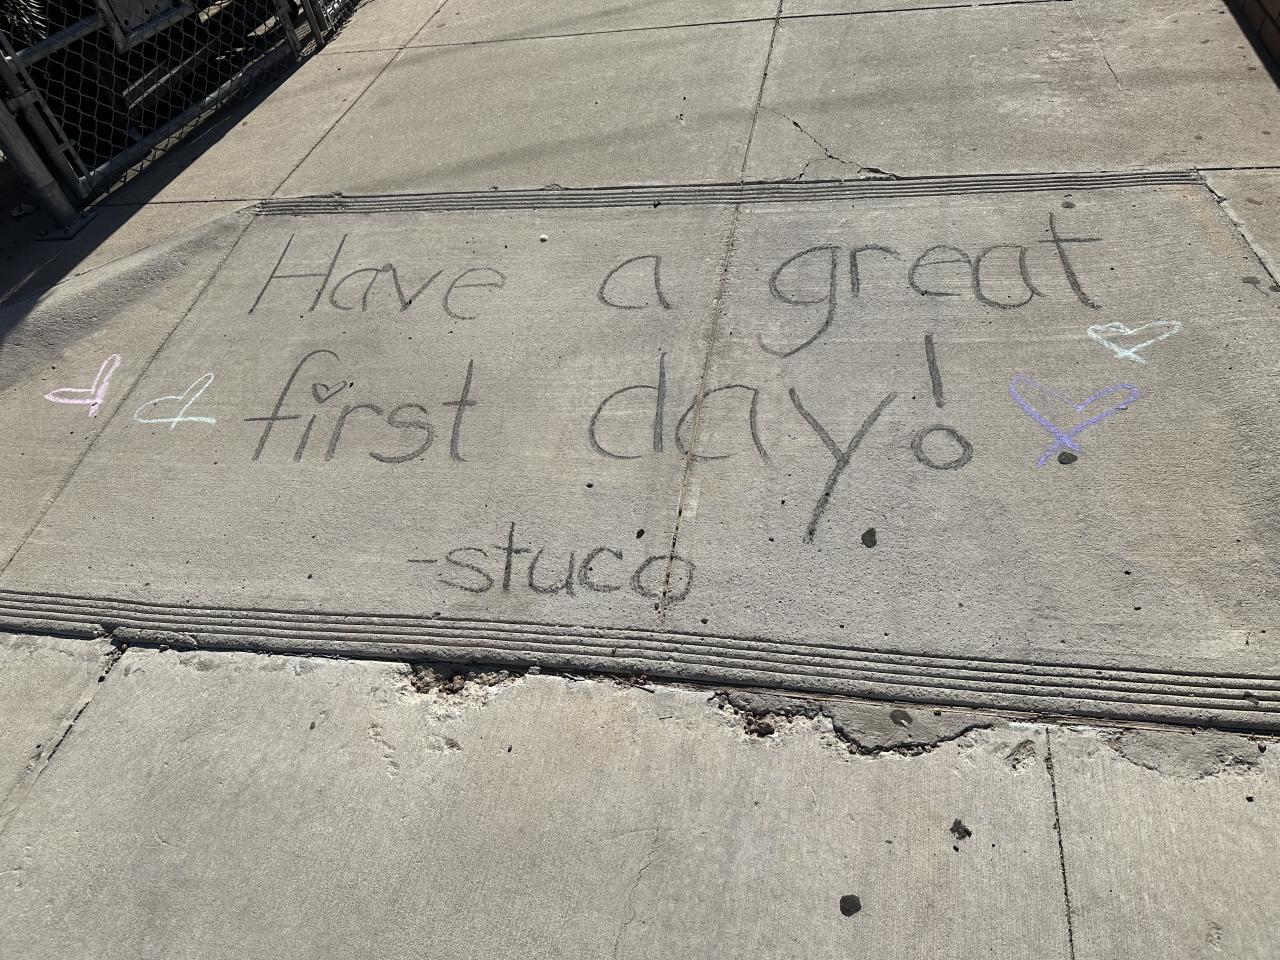 Have a great
first day!
-stuco